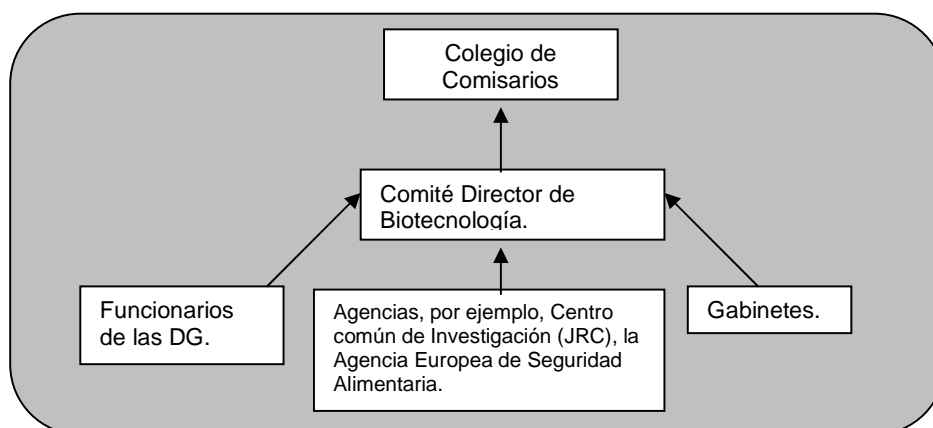 Colegio de
Comisarios
Comité Director de
Biotecnología.
Funcionarios
de las DG.
Agencias, por ejemplo, Centro
común de Investigación (JRC), la
Agencia Europea de Seguridad
Alimentaria.
Gabinetes.